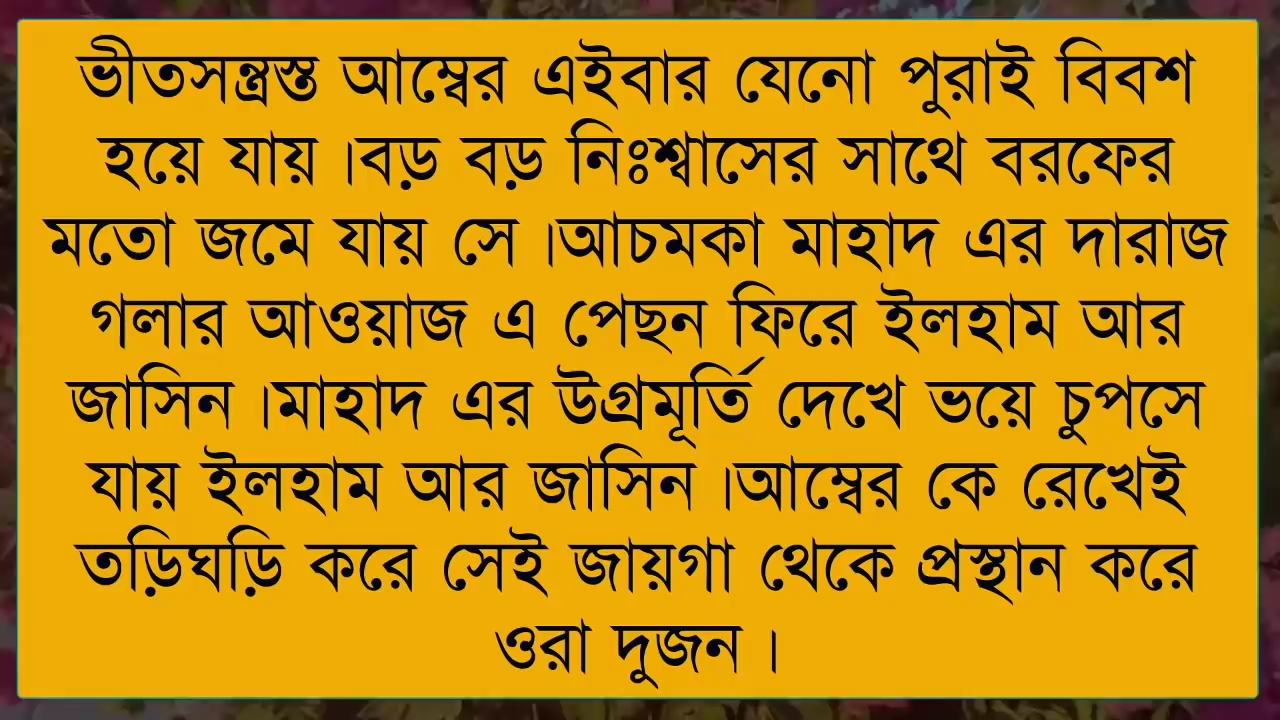 ভীতসন্ত্রস্ত আম্বের এইবার যেনো পুরাই বিবশ
হয়ে যায় ।বড় বড় নিঃশ্বাসের সাথে বরফের
মতো জমে যায় সে ।আচমকা মাহাদ এর দারাজ
গলার আওয়াজ এ পেছন ফিরে ইলহাম আর
জাসিন ।মাহাদ এর উগ্রমূর্তি দেখে ভয়ে চুপসে
যায় ইলহাম আর জাসিন ।আম্বের কে রেখেই
তড়িঘড়ি করে সেই জায়গা থেকে প্রস্থান করে
ওরা দুজন ।